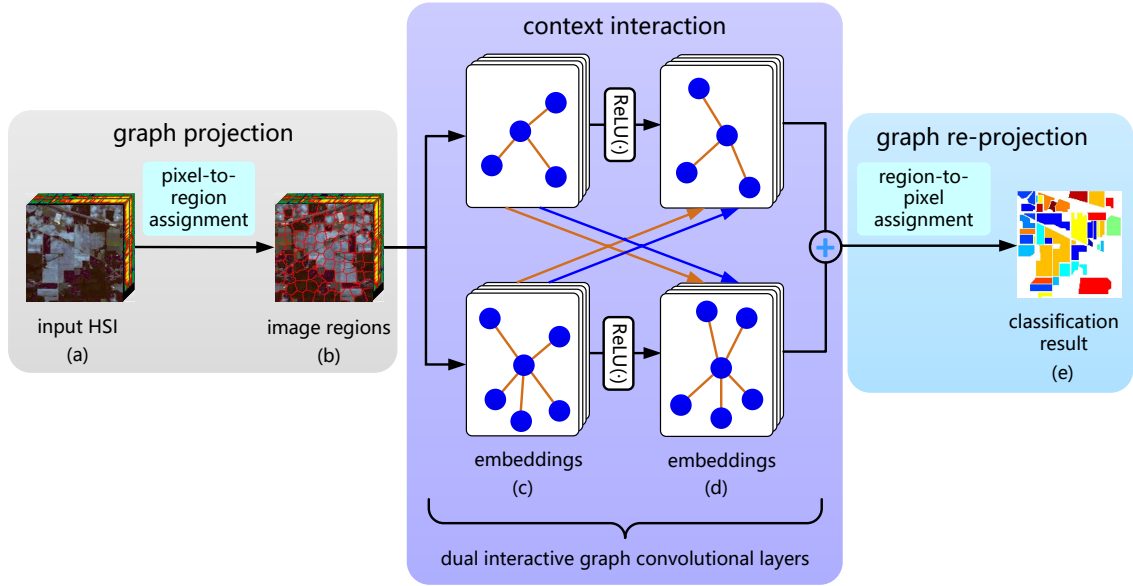 context interaction
ReLU(·)
graph projection
pixel-to-
region
assignment
input HSI
(a)
image regions
(b)
ReLU(·)
embeddings
(c)
embeddings
(d)
dual interactive graph convolutional layers
+
graph re-projection
region-to-
pixel
assignment
classification
result
(e)